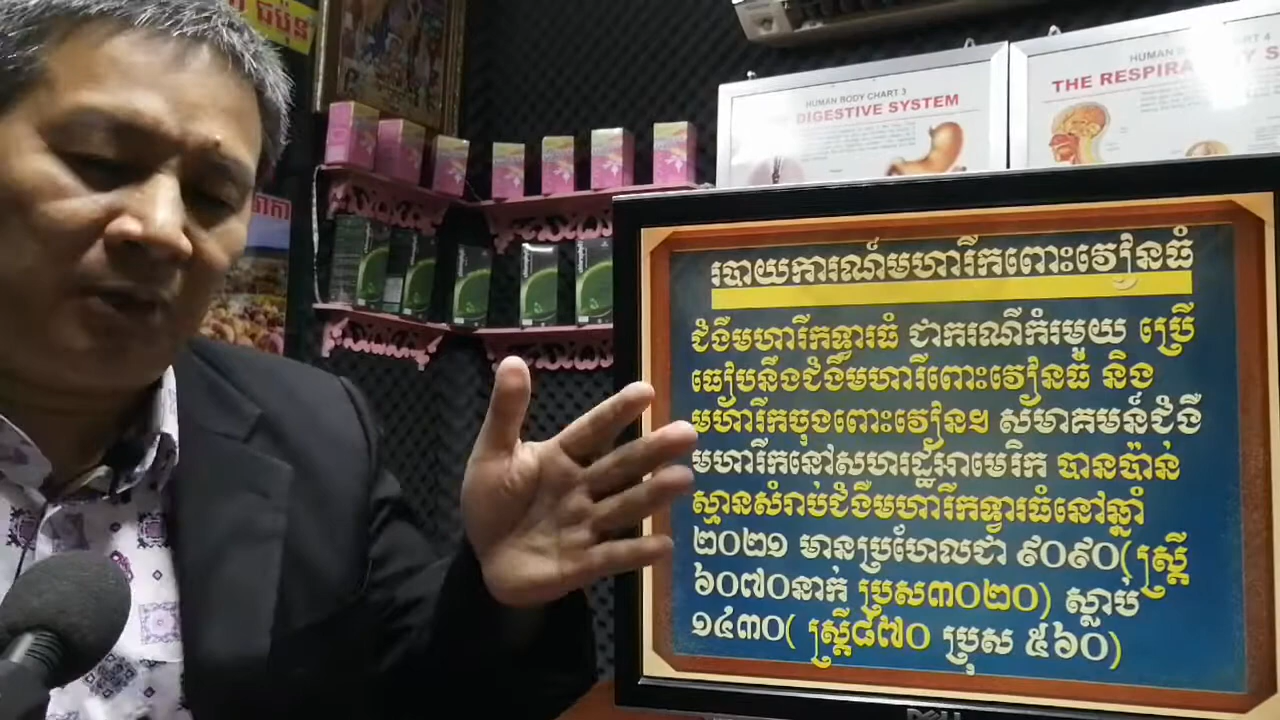 ជប៉ុន
HUMAN BODY CHART 3
DIGESTIVE SYSTEM
HUMAN
CHART 4
THE RESPIRATORY S
របាយការណ៍មហារីកពោះវៀនធំ
ជំងឺមហារីកទ្វារធំ ជាករណីកំរមួយ ប្រើ
ធៀបនឹងជំងឺមហារីពោះវៀនធំ និង
មហារីកចុងពោះវៀន។ សមាគមន៍ជំងឺ
មហារីកនៅសហរដ្ឋអាមេរិក បានប៉ាន់
ស្មានសំរាប់ជំងឺមហារីកទ្វារធំនៅឆ្នាំ
២០២១ មានប្រហែលជា ៩០៩០( ស្ត្រី
៦០៧០នាក់ ប្រុស៣០២០) ស្លាប់
១៤៣០( ស្ត្រី៨៧០ ប្រុស ៥៦០)